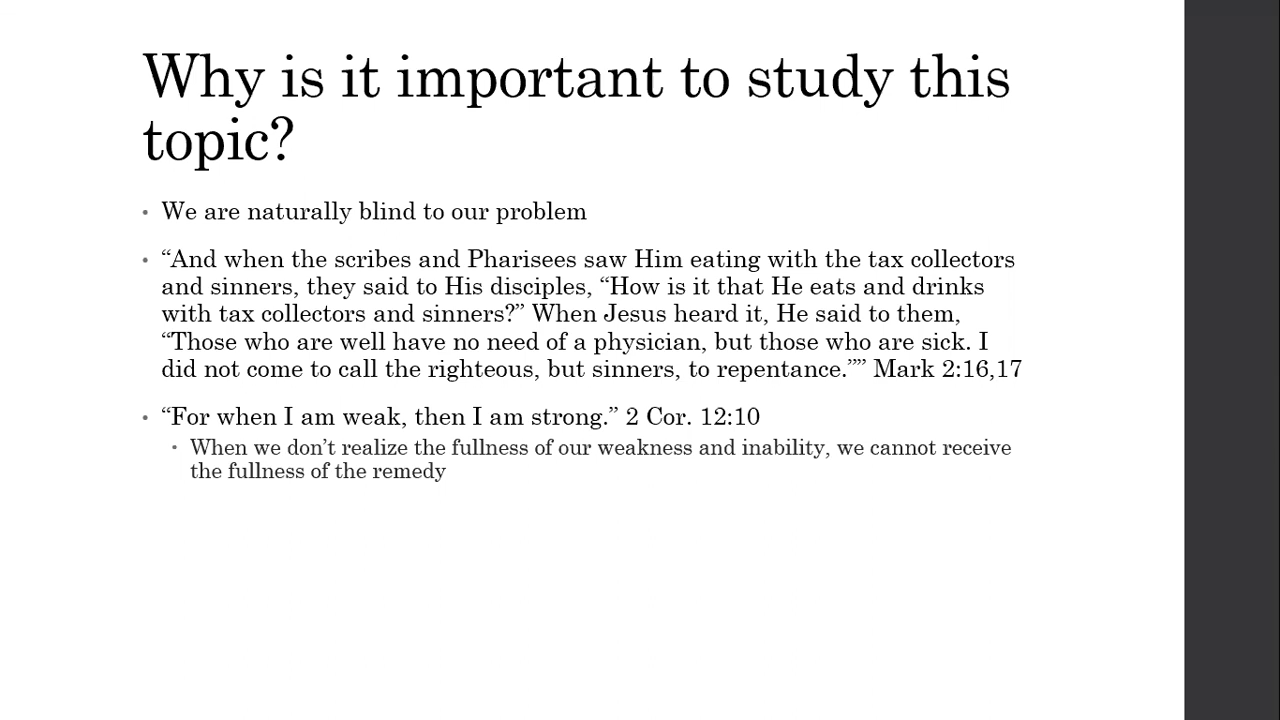 Why is it important to study this
topic?
• We are naturally blind to our problem
• “And when the scribes and Pharisees saw Him eating with the tax collectors
and sinners, they said to His disciples, “How is it that He eats and drinks
with tax collectors and sinners?” When Jesus heard it, He said to them,
“Those who are well have no need of a physician, but those who are sick. I
did not come to call the righteous, but sinners, to repentance.”” Mark 2:16,17
• “For when I am weak, then I am strong.” 2 Cor. 12:10
• When we don’t realize the fullness of our weakness and inability, we cannot receive
the fullness of the remedy